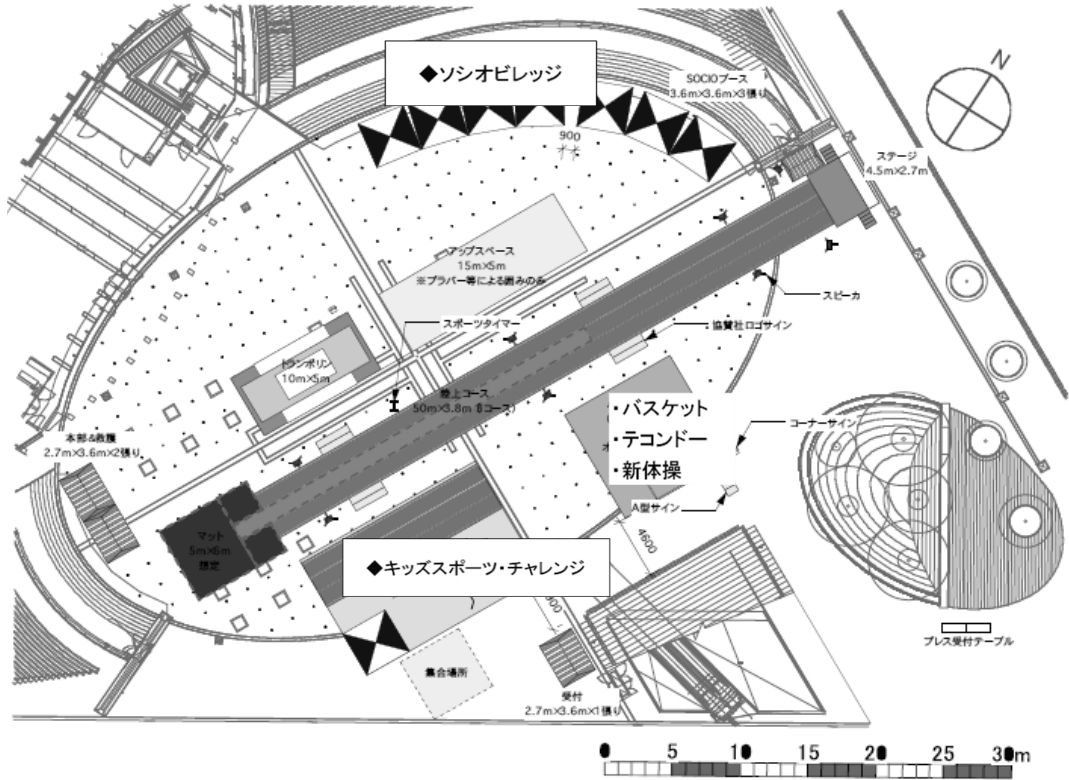 ◆ソシオビレッジ
SOCIOブース
3.6m×3.6m×3張り
N
900
ステージ
4.5m×2.7m
アップスペース
15m×5m
※プラバー等による囲みのみ
スピーカ
スポーツタイマー
協賛社ロゴサイン
トランポリン
10m×5m
陸上コース
50m×3.8m
・バスケット
・テコンドー
・新体操
コーナーサイン
本部&救護
2.7m×3.6m×2張り
A型サイン
マット
5m×6m
想定
4600
◆キッズスポーツ・チャレンジ
プレス受付テーブル
集合場所
受付
2.7m×3.6m×1張り
0 5 10 15 20 25 30m